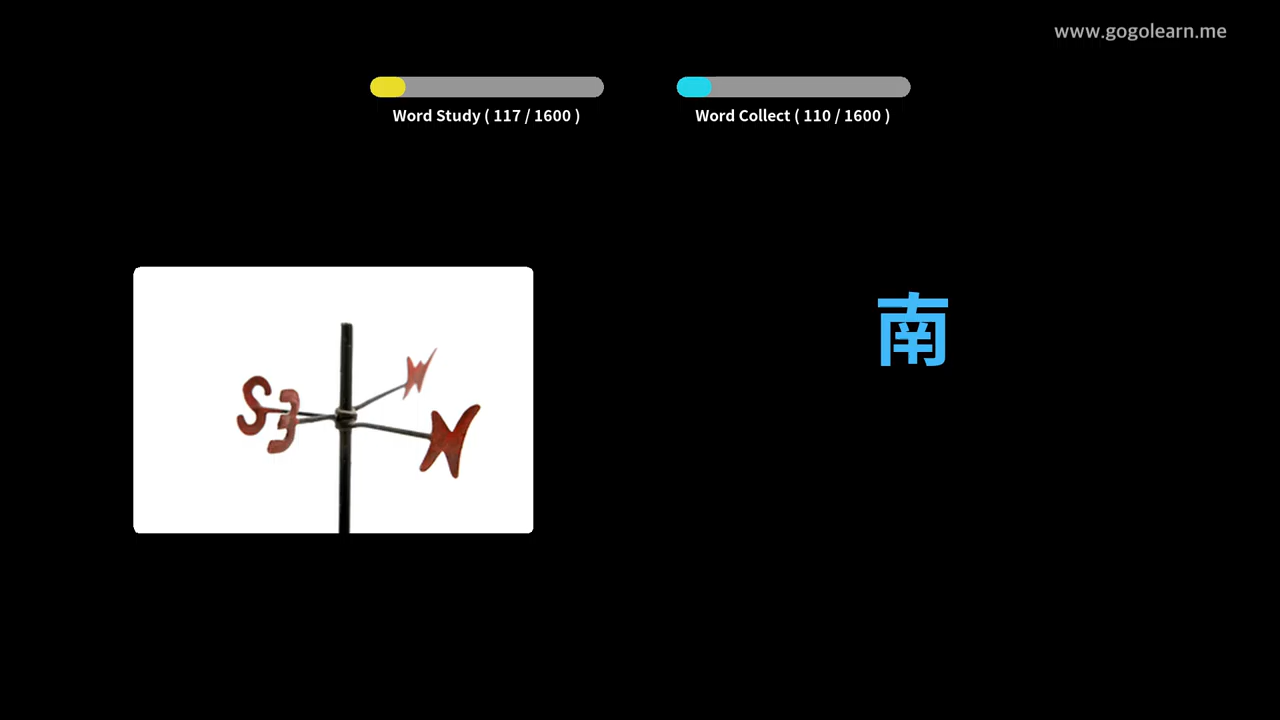 www.gogolearn.me
Word Study ( 117 / 1600 )
Word Collect ( 110 / 1600 )
南
S
E
N